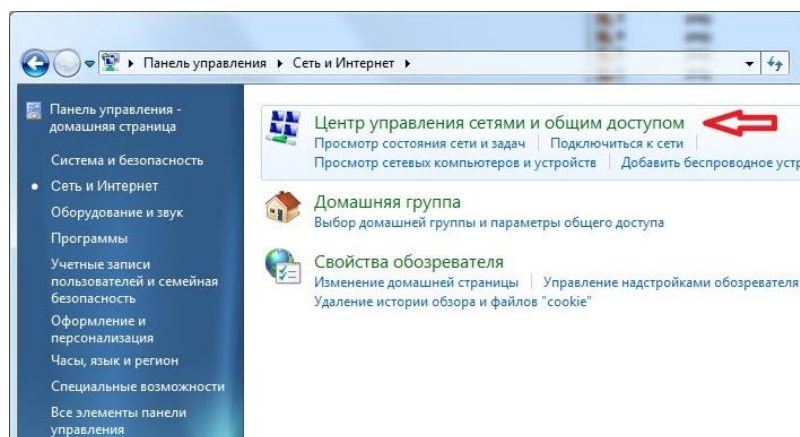 Панель управления ▸ Сеть и Интернет ▸
Панель управления -
домашняя страница
Система и безопасность
Сеть и Интернет
Оборудование и звук
Программы
Учетные записи
пользователей и семейная
безопасность
Оформление и
персонализация
Часы, язык и регион
Специальные возможности
Все элементы панели
управления
Центр управления сетями и общим доступом
Просмотр состояния сети и задач | Подключиться к сети
Просмотр сетевых компьютеров и устройств | Добавить беспроводное устр
Домашняя группа
Выбор домашней группы и параметры общего доступа
Свойства обозревателя
Изменение домашней страницы | Управление надстройками обозревателя
Удаление истории обзора и файлов "cookie"